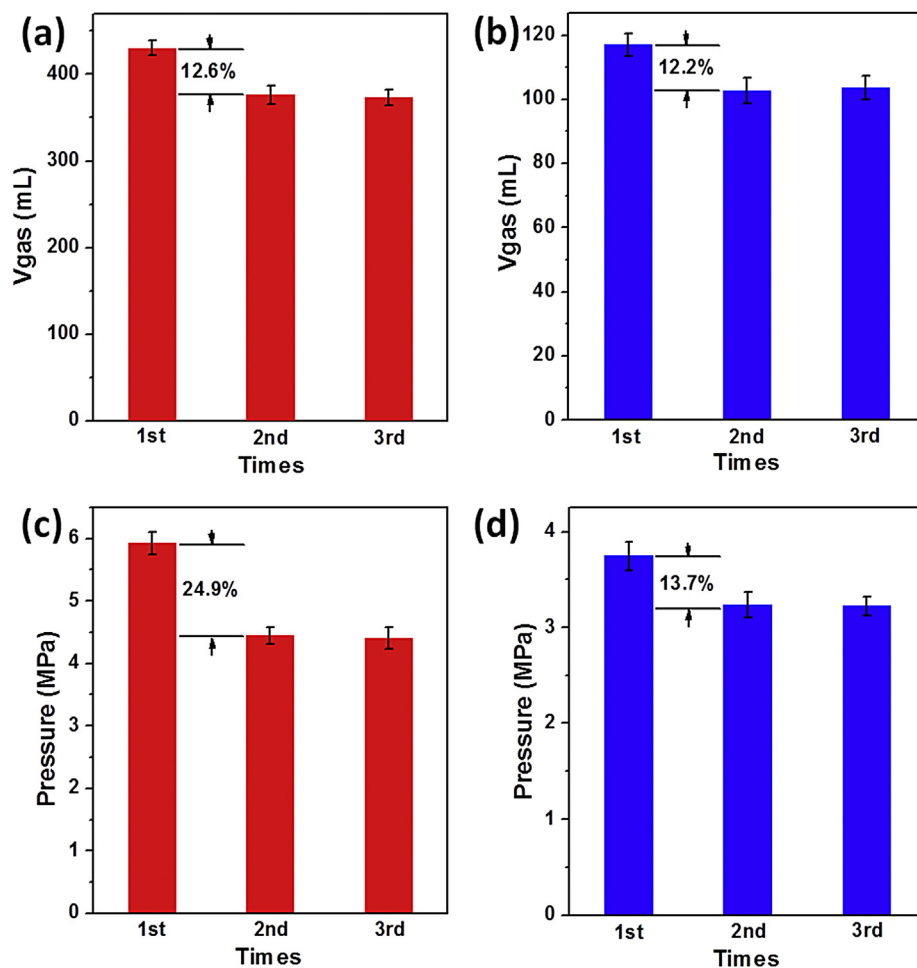 (a)
Vgas (mL)
400
300
200
100
0
12.6%
1st 2nd 3rd
Times
(b)
Vgas (mL)
120
100
80
60
40
20
0
12.2%
1st 2nd 3rd
Times
(c)
Pressure (MPa)
6
5
4
3
2
1
0
24.9%
1st 2nd 3rd
Times
(d)
Pressure (MPa)
4
3
2
1
0
13.7%
1st 2nd 3rd
Times